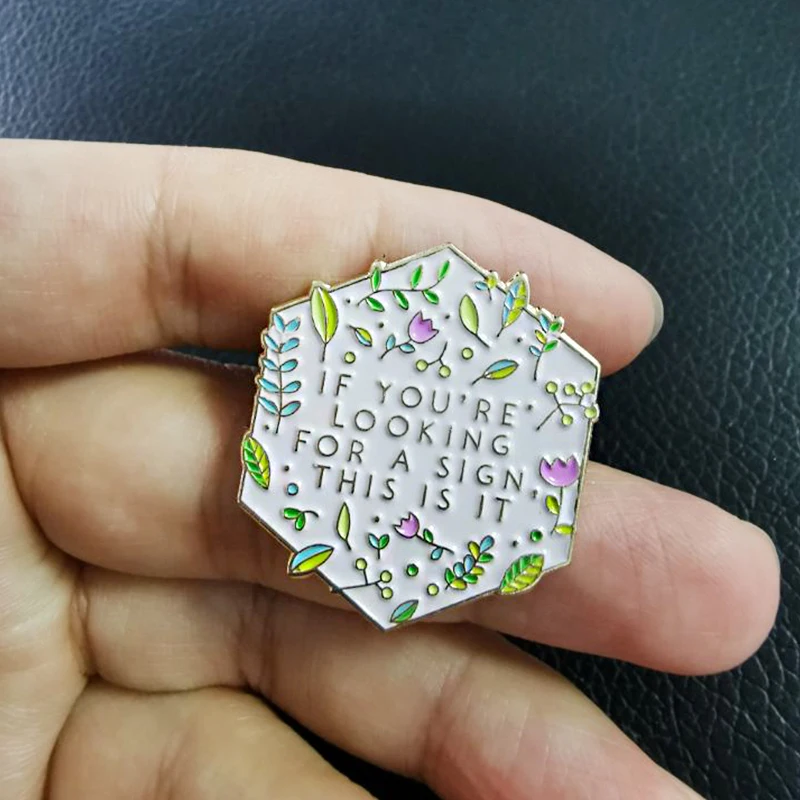 IF YOU'RE
LOOKING
FOR A SIGN,
THIS IS IT